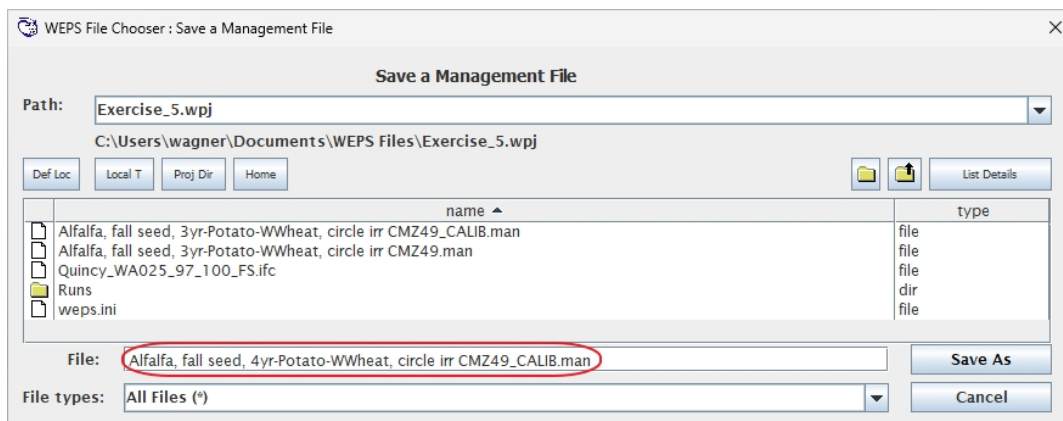 WEPS File Chooser : Save a Management File
Save a Management File
Path: Exercise_5.wpj
C:\Users\wagner\Documents\WEPS Files\Exercise_5.wpj
Def Loc Local T Proj Dir Home List Details
name type
Alfalfa, fall seed, 3yr-Potato-WWheat, circle irr CMZ49_CALIB.man file
Alfalfa, fall seed, 3yr-Potato-WWheat, circle irr CMZ49.man file
Quincy_WA025_97_100_FS.ifc file
Runs dir
weps.ini file
File: Alfalfa, fall seed, 4yr-Potato-WWheat, circle irr CMZ49_CALIB.man Save As
File types: All Files (*) Cancel